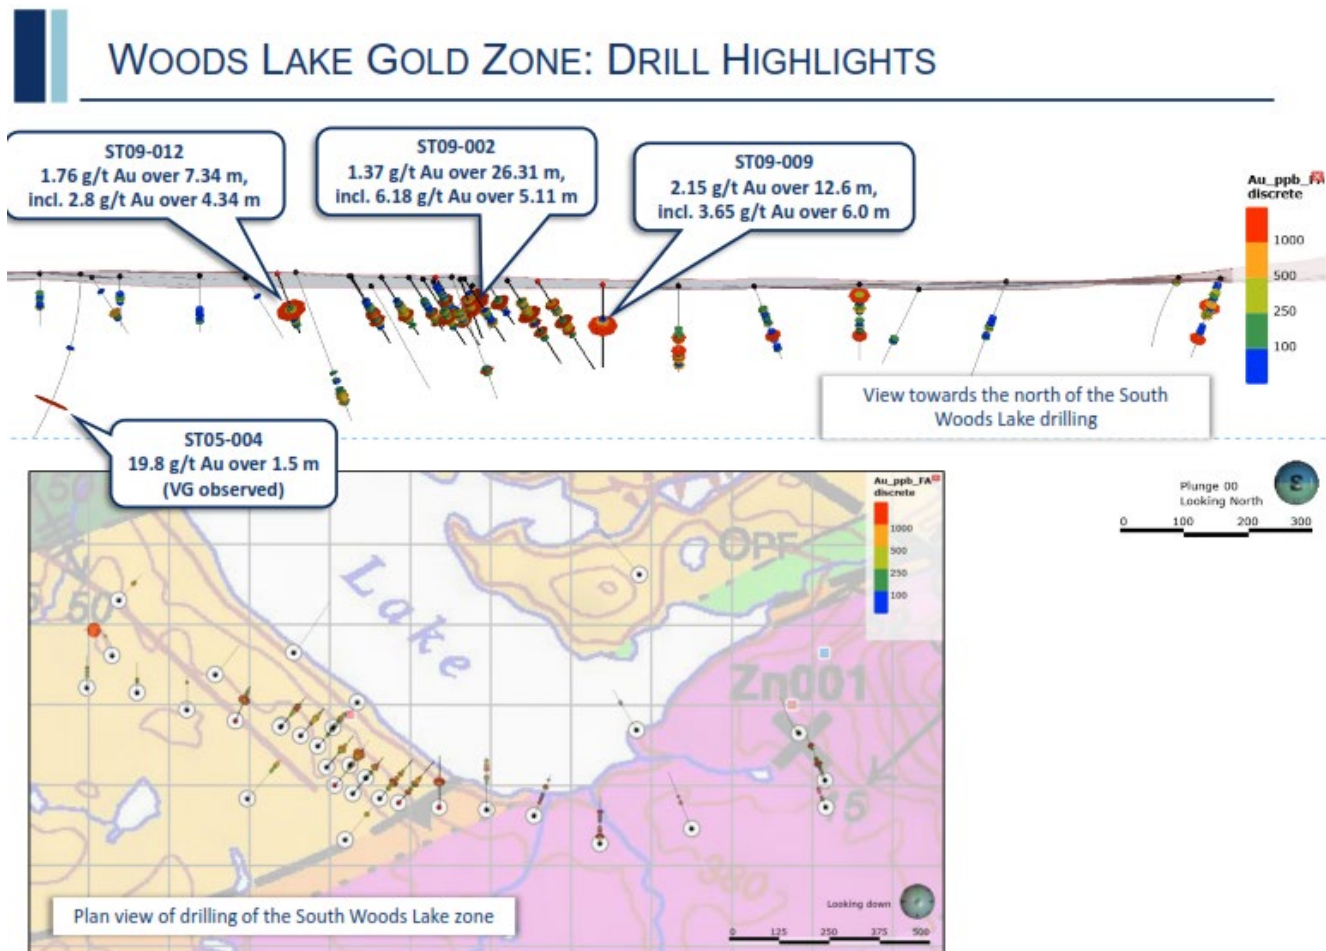 WOODS LAKE GOLD ZONE: DRILL HIGHLIGHTS
ST09-012
1.76 g/t Au over 7.34 m,
incl. 2.8 g/t Au over 4.34 m
ST09-002
1.37 g/t Au over 26.31 m,
incl. 6.18 g/t Au over 5.11 m
ST09-009
2.15 g/t Au over 12.6 m,
incl. 3.65 g/t Au over 6.0 m
Au_ppb_FA
discrete
1000
500
250
100
View towards the north of the South
Woods Lake drilling
ST05-004
19.8 g/t Au over 1.5 m
(VG observed)
Plunge 00
Looking North
0 100 200 300
Au_ppb_FA
discrete
1000
500
250
100
50
OPF
50
Lake
Zn001
15
380
Looking down
0 125 250 375 500
Plan view of drilling of the South Woods Lake zone